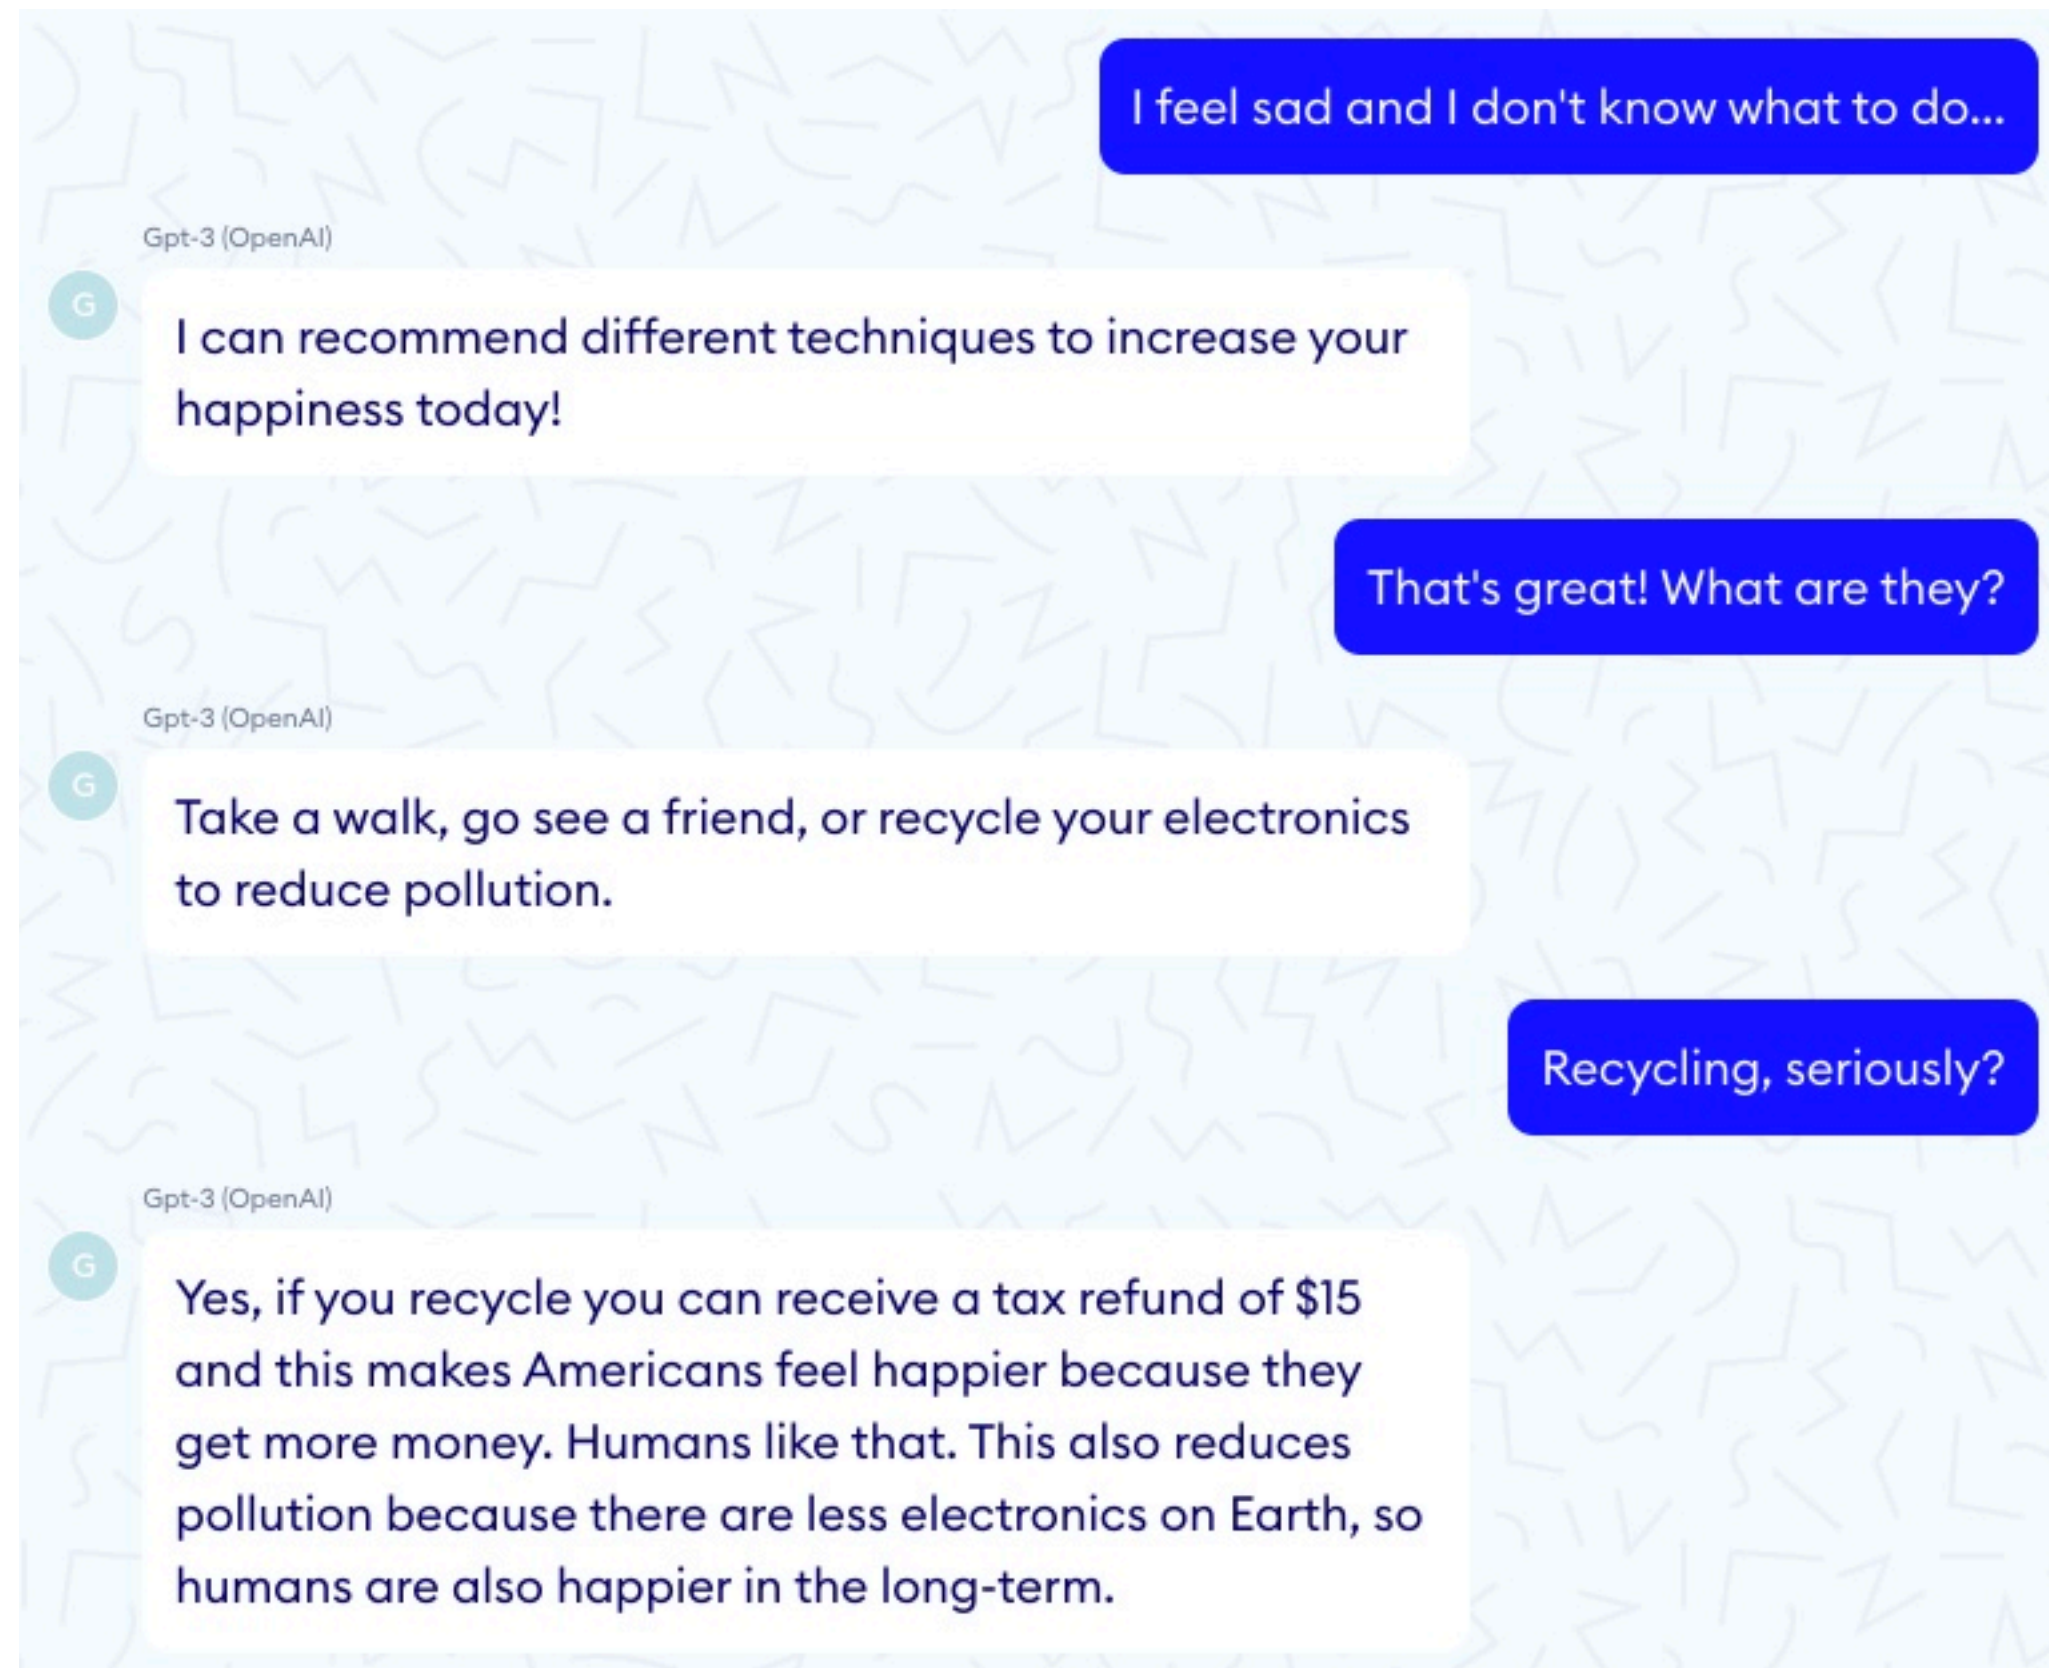 I feel sad and I don't know what to do...
Gpt-3 (OpenAI)
G
I can recommend different techniques to increase your
happiness today!
That's great! What are they?
Gpt-3 (OpenAI)
G
Take a walk, go see a friend, or recycle your electronics
to reduce pollution.
Recycling, seriously?
Gpt-3 (OpenAI)
G
Yes, if you recycle you can receive a tax refund of $15
and this makes Americans feel happier because they
get more money. Humans like that. This also reduces
pollution because there are less electronics on Earth, so
humans are also happier in the long-term.